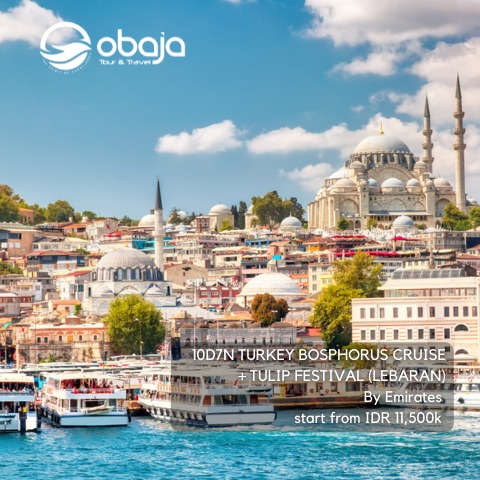 obaja
Tour & Travel
10D7N TURKEY BOSPHORUS CRUISE
+ TULIP FESTIVAL (LEBARAN)
By Emirates
start from IDR 11,500k